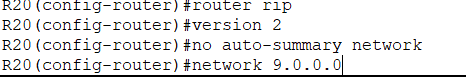 R20(config-router)#router rip
R20(config-router)#version 2
R20(config-router)#no auto-summary network
R20(config-router)#network 9.0.0.0